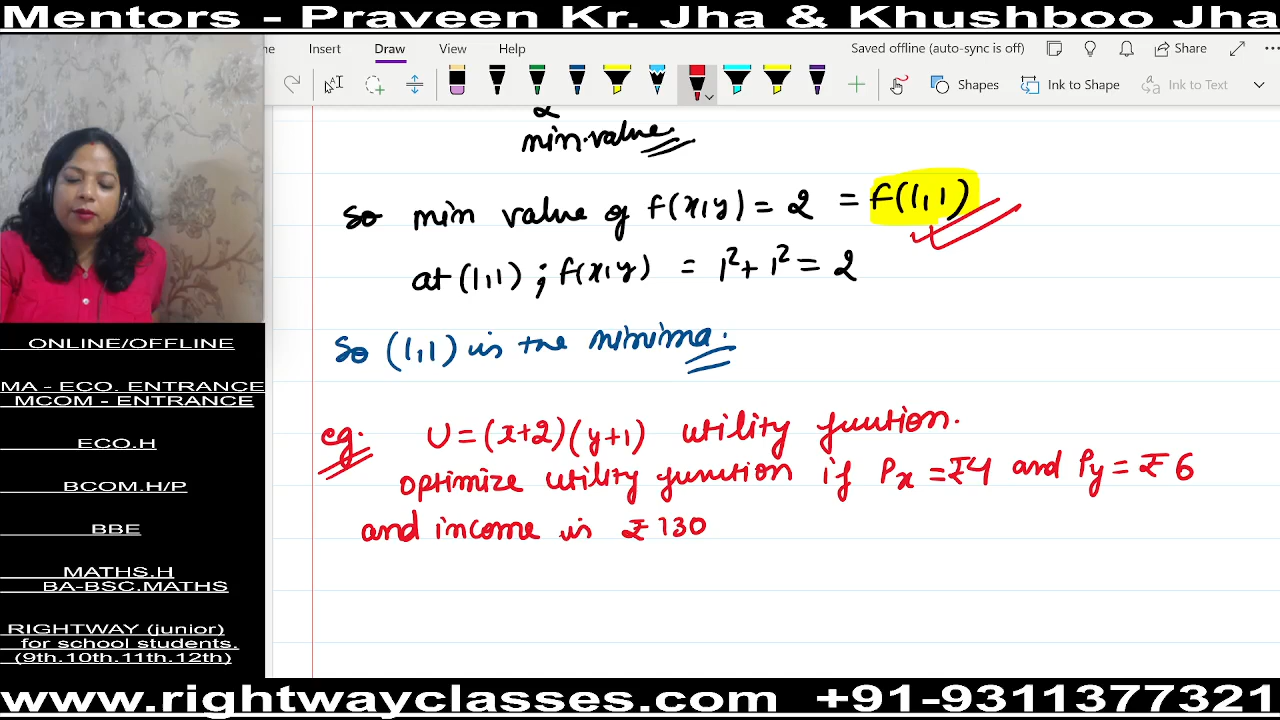 Mentors - Praveen Kr. Jha & Khushboo Jha
Insert Draw View Help Saved offline (auto-sync is off) Share
Shapes Ink to Shape Ink to Text
min.value
So min value of f(x,y) = 2 = f(1,1)
at (1,1) ; f(x,y) = 1² + 1² = 2
So (1,1) is the minima.
eg. U = (x+2)(y+1) utility function.
optimize utility function if Px = ₹4 and Py = ₹6
and income is ₹130
ONLINE/OFFLINE
MA - ECO. ENTRANCE
MCOM - ENTRANCE
ECO.H
BCOM.H/P
BBE
MATHS.H
BA-BSC.MATHS
RIGHTWAY (junior)
for school students.
(9th.10th.11th.12th)
www.rightwayclasses.com +91-9311377321